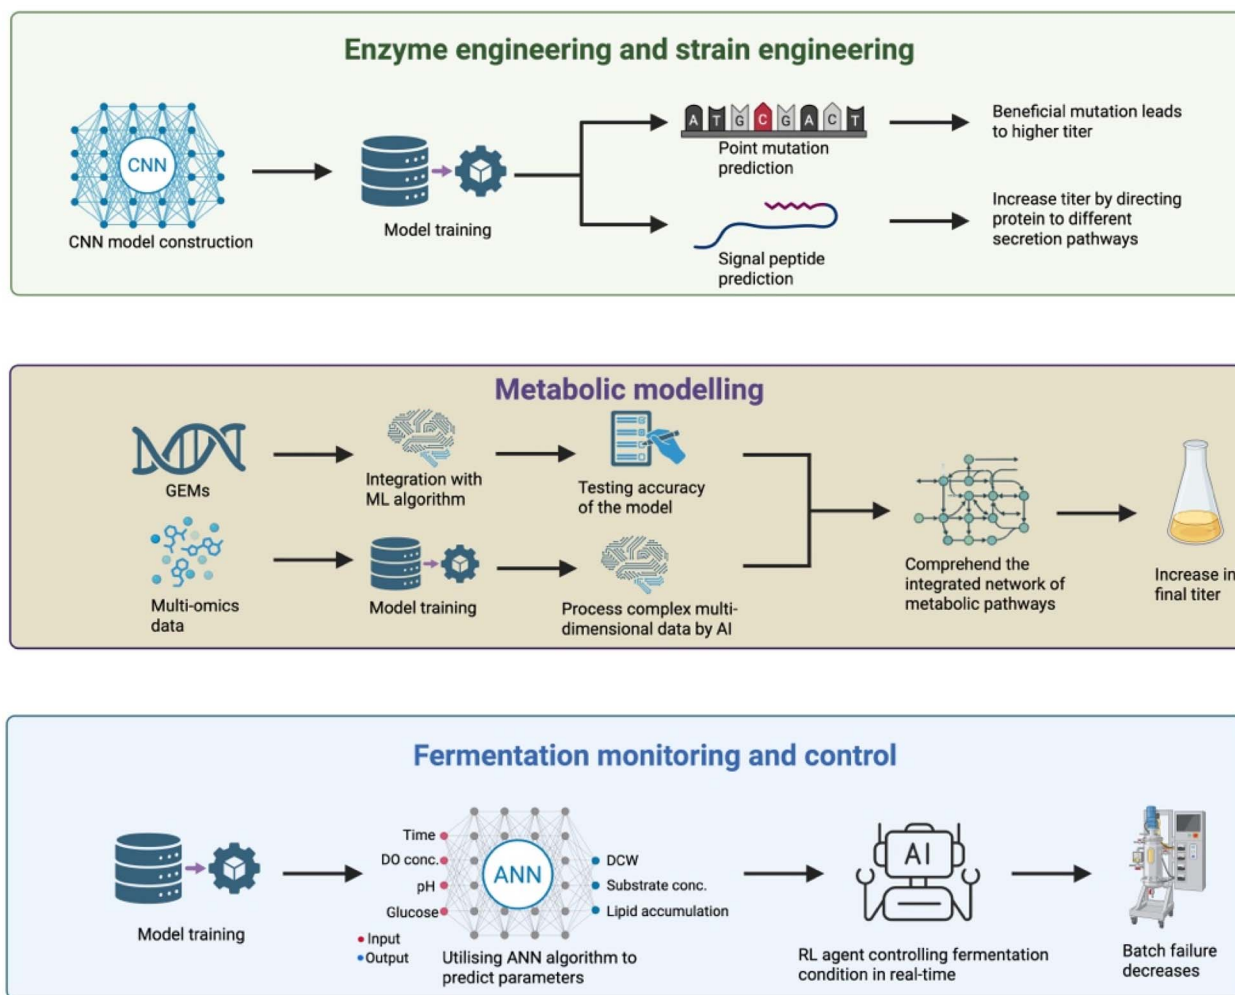 Enzyme engineering and strain engineering
CNN
CNN model construction
Model training
A T G C G A C T
Point mutation
prediction
Beneficial mutation leads
to higher titer
Signal peptide
prediction
Increase titer by directing
protein to different
secretion pathways
Metabolic modelling
GEMs
Integration with
ML algorithm
Testing accuracy
of the model
Multi-omics
data
Model training
Process complex multi-
dimensional data by AI
Comprehend the
integrated network of
metabolic pathways
Increase in
final titer
Fermentation monitoring and control
Model training
Time
DO conc.
pH
Glucose
Input
Output
ANN
DCW
Substrate conc.
Lipid accumulation
Utilising ANN algorithm to
predict parameters
AI
RL agent controlling fermentation
condition in real-time
Batch failure
decreases